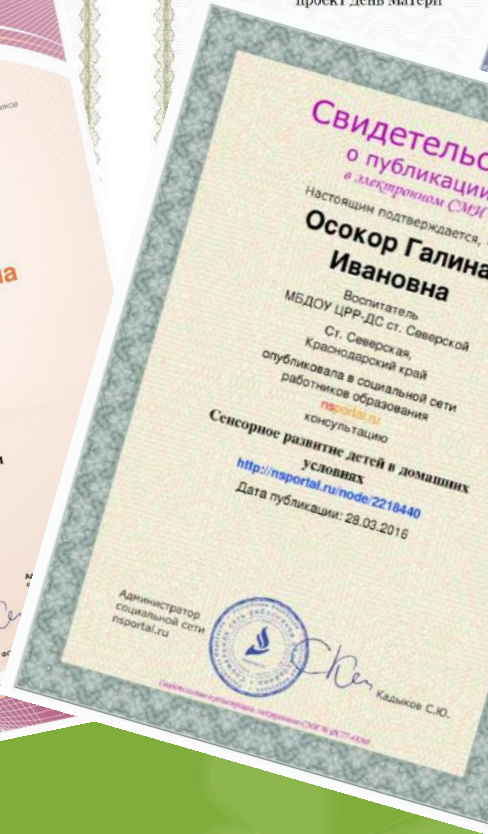 проект День Матери
Свидетельс
о публикации
в электронном СМИ
Настоящим подтверждается,
Осокор Галина
Ивановна
Воспитатель
МБДОУ ЦРР-ДС ст. Северской
Ст. Северская,
Краснодарский край
опубликовала в социальной сети
работников образования
nsportal.ru
консультацию
Сенсорное развитие детей в домашних
условиях
http://nsportal.ru/node/2218440
Дата публикации: 28.03.2016
Администратор
социальной сети
nsportal.ru
Кадыков С.Ю.
на